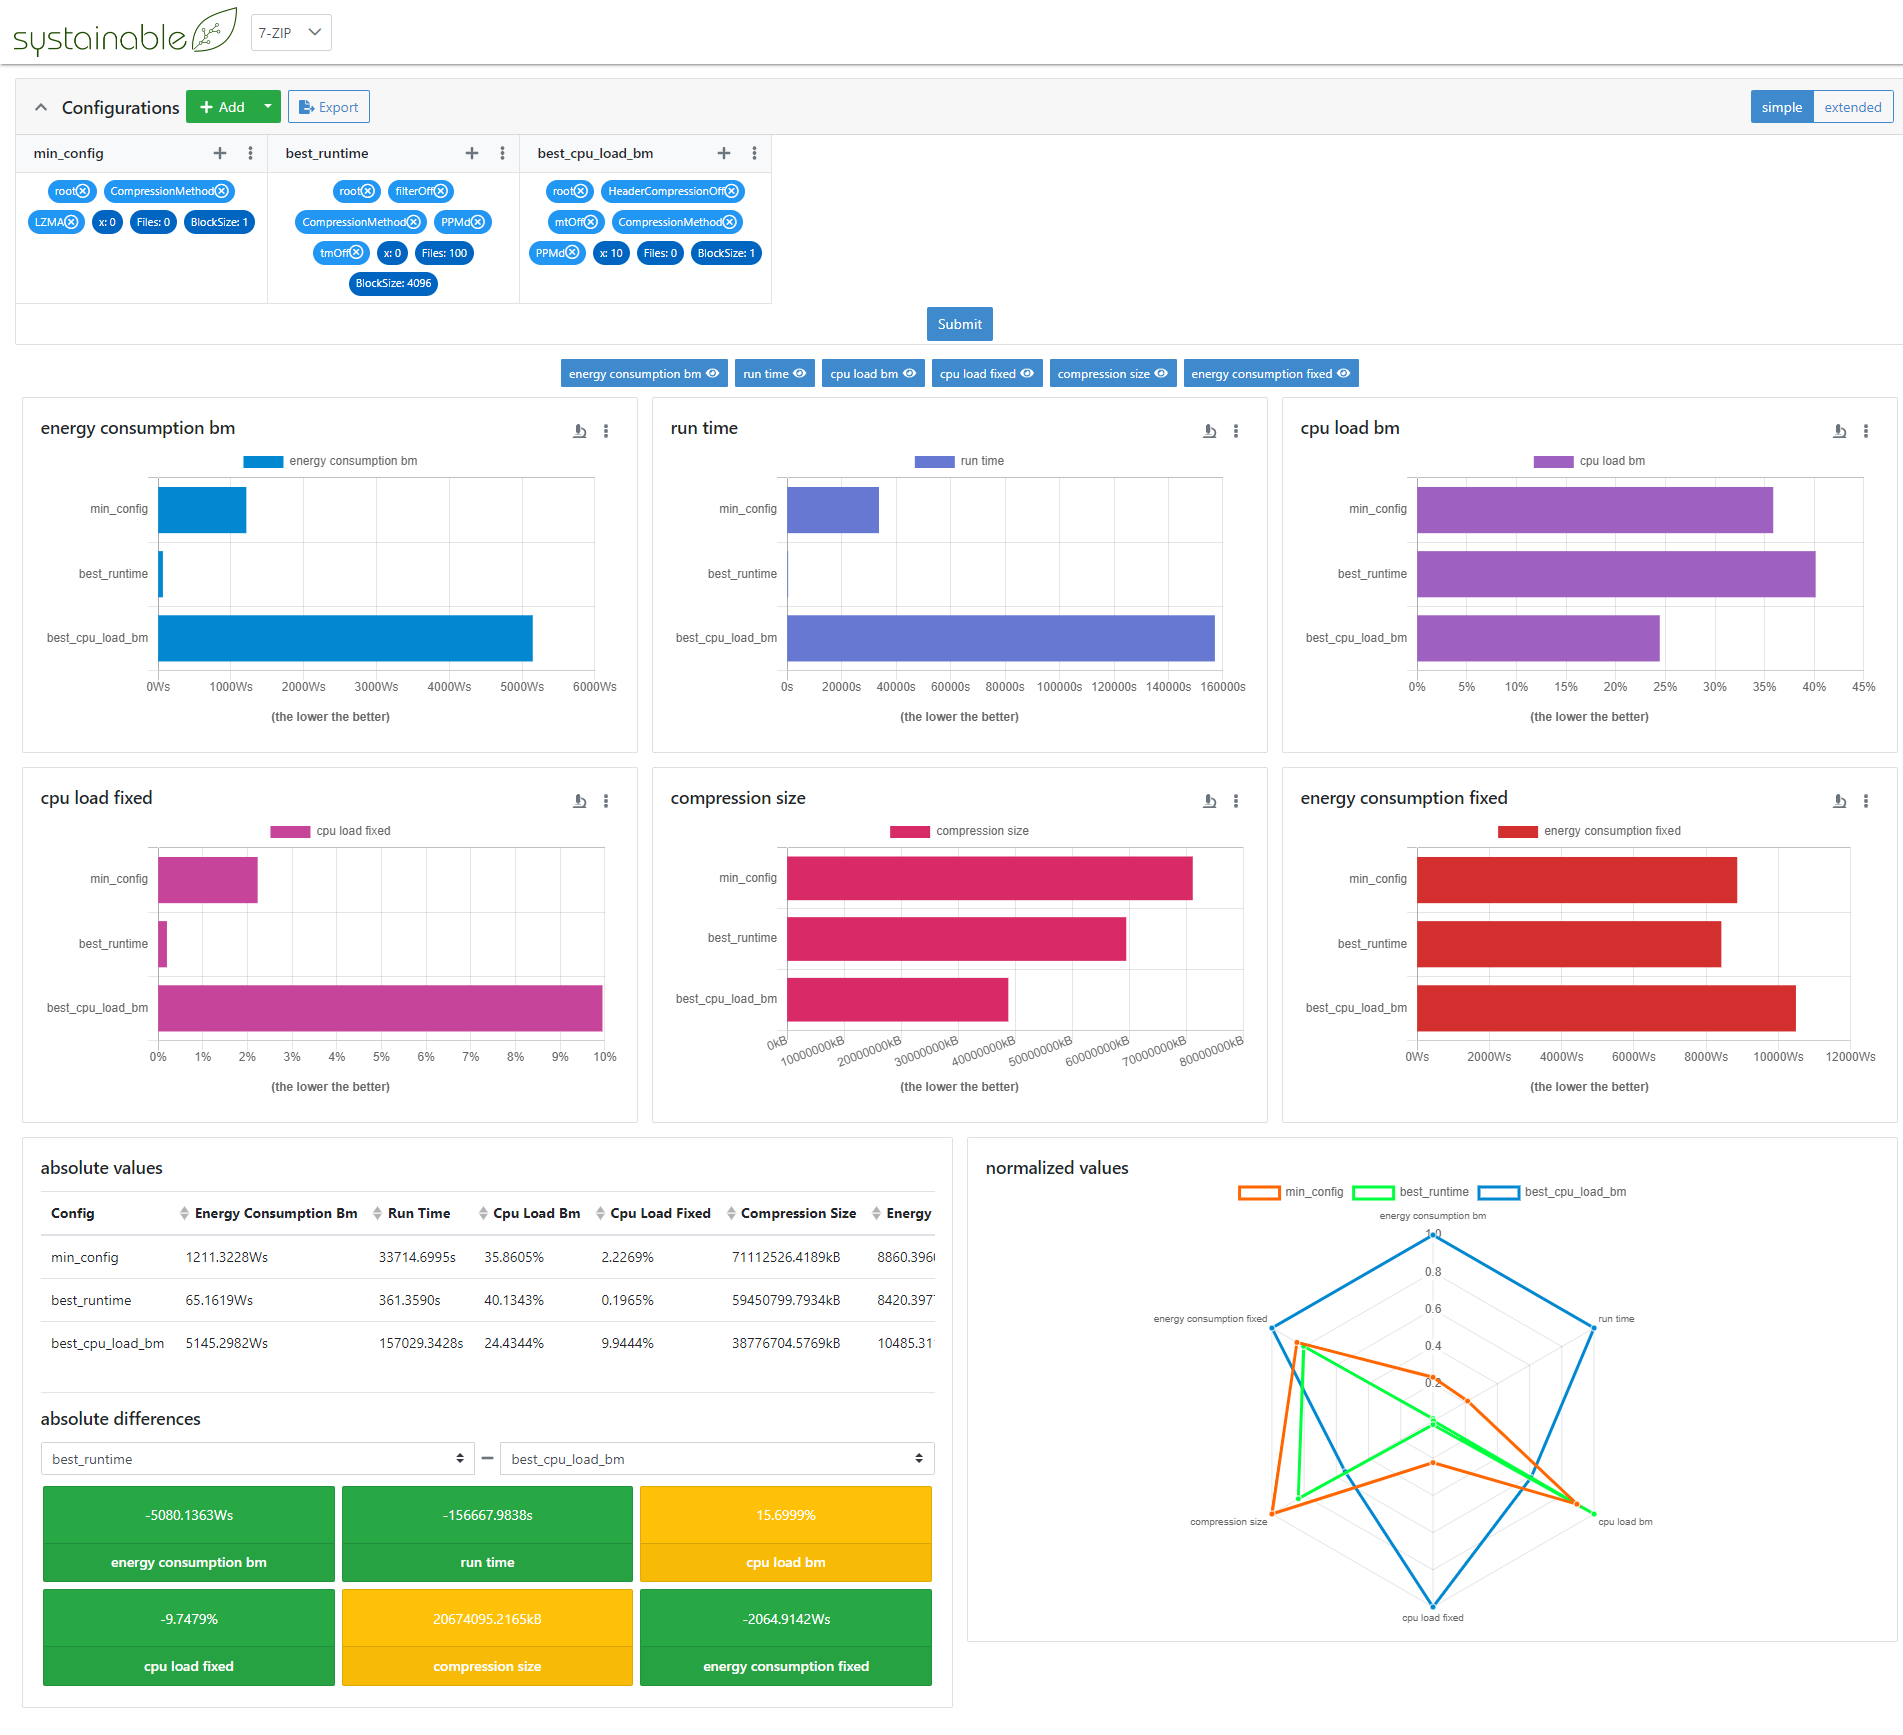 systainable 7-ZIP
Configurations Add Export simple extended
min_config best_runtime best_cpu_load_bm
root CompressionMethod root filterOff root HeaderCompressionOff
LZMA x: 0 Files: 0 BlockSize: 1 CompressionMethod PPMd mtOff CompressionMethod
tmOff x: 0 Files: 100 PPMd x: 10 Files: 0 BlockSize: 1
BlockSize: 4096
Submit
energy consumption bm run time cpu load bm cpu load fixed compression size energy consumption fixed
energy consumption bm
energy consumption bm
min_config
best_runtime
best_cpu_load_bm
0Ws 1000Ws 2000Ws 3000Ws 4000Ws 5000Ws 6000Ws
(the lower the better)
run time
run time
min_config
best_runtime
best_cpu_load_bm
0s 20000s 40000s 60000s 80000s 100000s 120000s 140000s 160000s
(the lower the better)
cpu load bm
cpu load bm
min_config
best_runtime
best_cpu_load_bm
0% 5% 10% 15% 20% 25% 30% 35% 40% 45%
(the lower the better)
cpu load fixed
cpu load fixed
min_config
best_runtime
best_cpu_load_bm
0% 1% 2% 3% 4% 5% 6% 7% 8% 9% 10%
(the lower the better)
compression size
compression size
min_config
best_runtime
best_cpu_load_bm
0kB 10000000kB 20000000kB 30000000kB 40000000kB 50000000kB 60000000kB 70000000kB 80000000kB
(the lower the better)
energy consumption fixed
energy consumption fixed
min_config
best_runtime
best_cpu_load_bm
0Ws 2000Ws 4000Ws 6000Ws 8000Ws 10000Ws 12000Ws
(the lower the better)
absolute values
Config Energy Consumption Bm Run Time Cpu Load Bm Cpu Load Fixed Compression Size Energy
min_config 1211.3228Ws 33714.6995s 35.8605% 2.2269% 71112526.4189kB 8860.396
best_runtime 65.1619Ws 361.3590s 40.1343% 0.1965% 59450799.7934kB 8420.397
best_cpu_load_bm 5145.2982Ws 157029.3428s 24.4344% 9.9444% 38776704.5769kB 10485.31
absolute differences
best_runtime best_cpu_load_bm
-5080.1363Ws -156667.9838s 15.6999%
energy consumption bm run time cpu load bm
-9.7479% 20674095.2165kB -2064.9142Ws
cpu load fixed compression size energy consumption fixed
normalized values
min_config best_runtime best_cpu_load_bm
energy consumption bm
1.0
0.8
0.6
energy consumption fixed run time
0.4
0.2
compression size cpu load bm
cpu load fixed